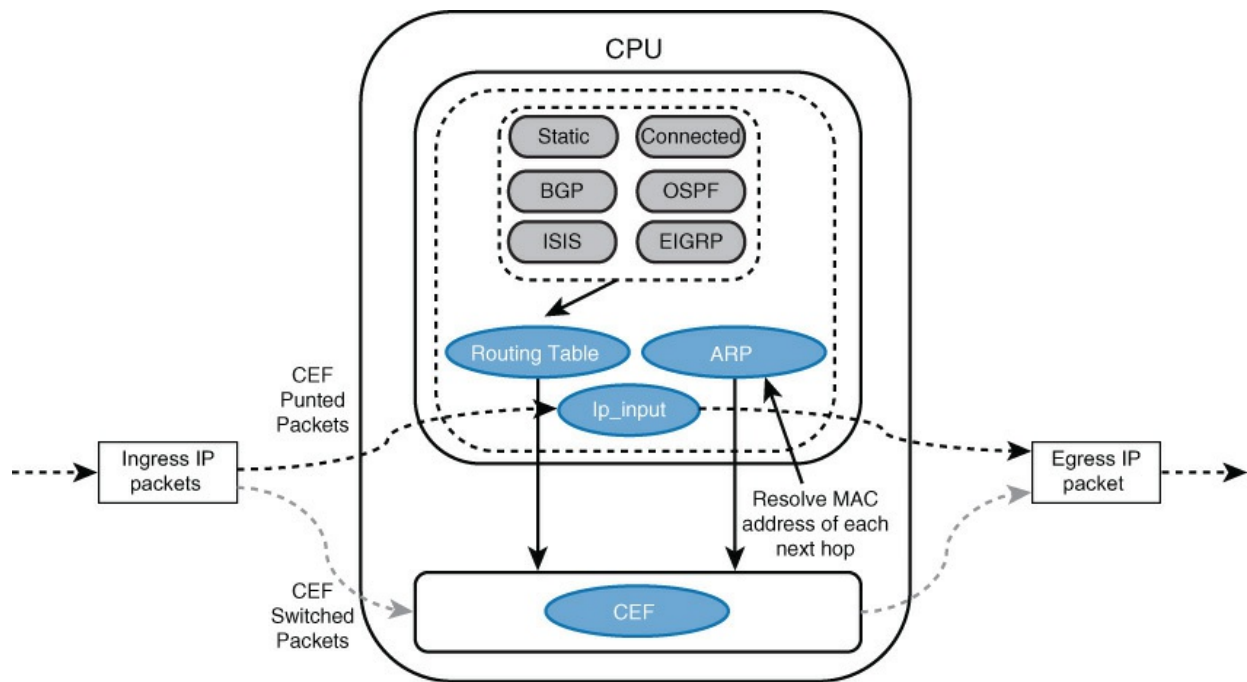 CPU
Static
Connected
BGP
OSPF
ISIS
EIGRP
Routing Table
ARP
CEF
Punted
Packets
Ip_input
Ingress IP
packets
Egress IP
packet
Resolve MAC
address of each
next hop
CEF
Switched
Packets
CEF